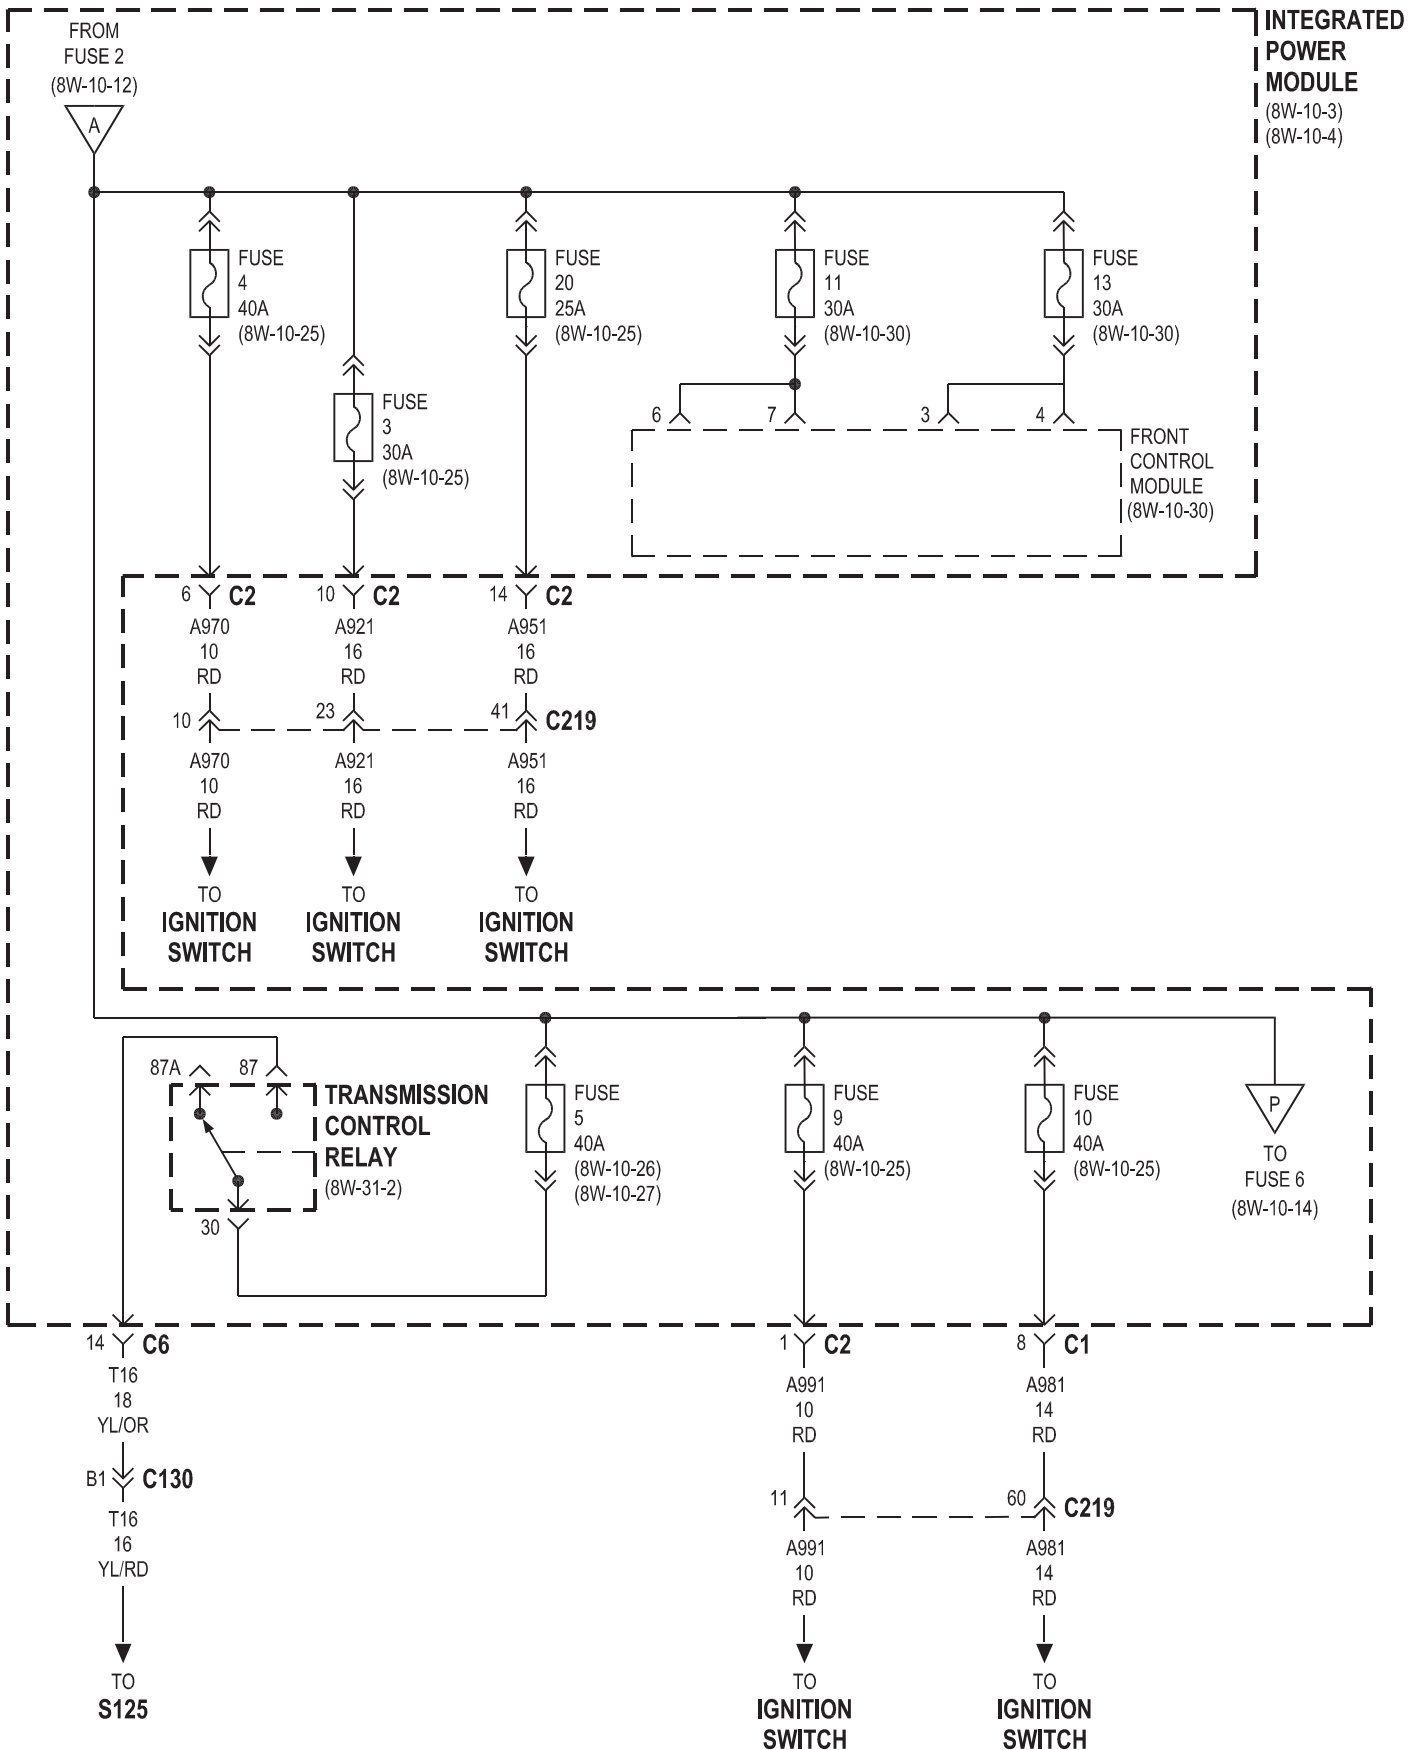 FROM
FUSE 2
(8W-10-12)
A
INTEGRATED
POWER
MODULE
(8W-10-3)
(8W-10-4)
FUSE
4
40A
(8W-10-25)
FUSE
3
30A
(8W-10-25)
FUSE
20
25A
(8W-10-25)
FUSE
11
30A
(8W-10-30)
FUSE
13
30A
(8W-10-30)
6
7
3
4
FRONT
CONTROL
MODULE
(8W-10-30)
6 C2
A970
10
RD
10
A970
10
RD
TO
IGNITION
SWITCH
10 C2
A921
16
RD
23
A921
16
RD
TO
IGNITION
SWITCH
14 C2
A951
16
RD
41 C219
A951
16
RD
TO
IGNITION
SWITCH
87A
87
TRANSMISSION
CONTROL
RELAY
(8W-31-2)
30
FUSE
5
40A
(8W-10-26)
(8W-10-27)
FUSE
9
40A
(8W-10-25)
FUSE
10
40A
(8W-10-25)
P
TO
FUSE 6
(8W-10-14)
14 C6
T16
18
YL/OR
B1 C130
T16
16
YL/RD
TO
S125
1 C2
A991
10
RD
11
A991
10
RD
TO
IGNITION
SWITCH
8 C1
A981
14
RD
60 C219
A981
14
RD
TO
IGNITION
SWITCH